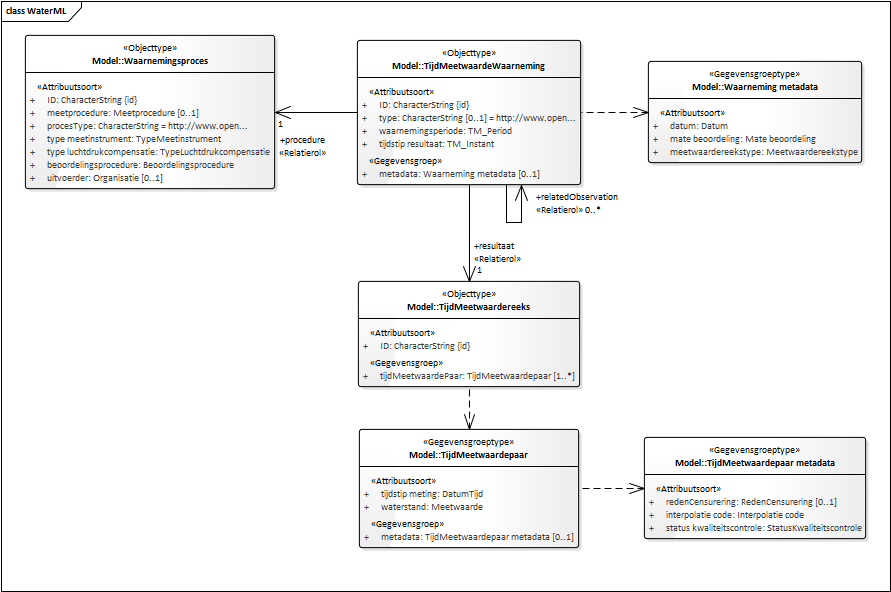 class WaterML
«Objecttype»
Model::Waarnemingsproces
«Attribuutsoort»
+ ID: CharacterString {id}
+ meetprocedure: Meetprocedure [0..1]
+ procesType: CharacterString = http://www.open...
+ type meetinstrument: TypeMeetinstrument
+ type luchtdrukcompensatie: TypeLuchtdrukcompensatie
+ beoordelingsprocedure: Beoordelingsprocedure
+ uitvoerder: Organisatie [0..1]
1
+procedure
«Relatierol»
«Objecttype»
Model::TijdMeetwaardeWaarneming
«Attribuutsoort»
+ ID: CharacterString {id}
+ type: CharacterString [0..1] = http://www.open...
+ waarnemingsperiode: TM_Period
+ tijdstip resultaat: TM_Instant
«Gegevensgroep»
+ metadata: Waarneming metadata [0..1]
«Gegevensgroeptype»
Model::Waarneming metadata
«Attribuutsoort»
+ datum: Datum
+ mate beoordeling: Mate beoordeling
+ meetwaardereekstype: Meetwaardereekstype
+relatedObservation
«Relatierol» 0..*
+resultaat
«Relatierol»
1
«Objecttype»
Model::TijdMeetwaardereeks
«Attribuutsoort»
+ ID: CharacterString {id}
«Gegevensgroep»
+ tijdMeetwaardePaar: TijdMeetwaardepaar [1..*]
«Gegevensgroeptype»
Model::TijdMeetwaardepaar
«Attribuutsoort»
+ tijdstip meting: DatumTijd
+ waterstand: Meetwaarde
«Gegevensgroep»
+ metadata: TijdMeetwaardepaar metadata [0..1]
«Gegevensgroeptype»
Model::TijdMeetwaardepaar metadata
«Attribuutsoort»
+ redenCensurering: RedenCensurering [0..1]
+ interpolatie code: Interpolatie code
+ status kwaliteitscontrole: StatusKwaliteitscontrole